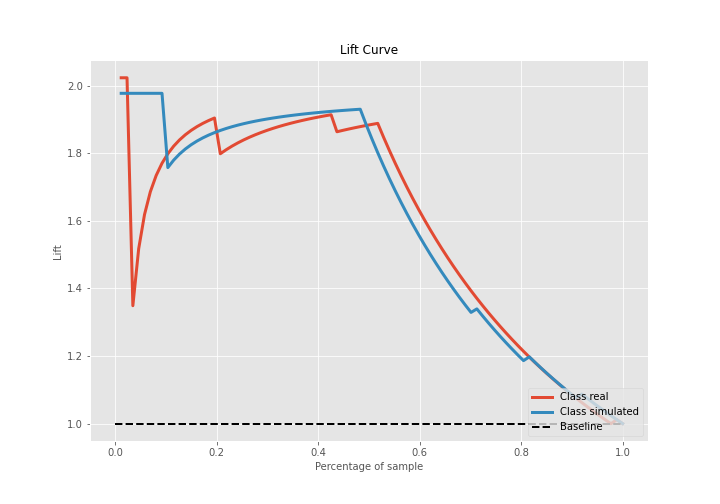 Lift Curve
2.0
1.8
1.6
1.4
1.2
1.0
Lift
0.0 0.2 0.4 0.6 0.8 1.0
Percentage of sample
Class real
Class simulated
Baseline